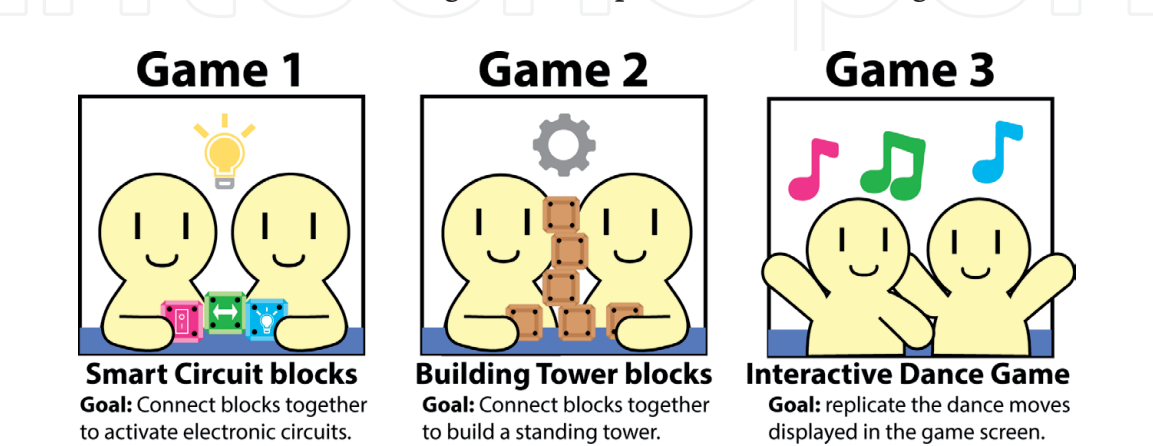 Game 1
Game 2
Game 3
Smart Circuit blocks
Goal: Connect blocks together
to activate electronic circuits.
Building Tower blocks
Goal: Connect blocks together
to build a standing tower.
Interactive Dance Game
Goal: replicate the dance moves
displayed in the game screen.